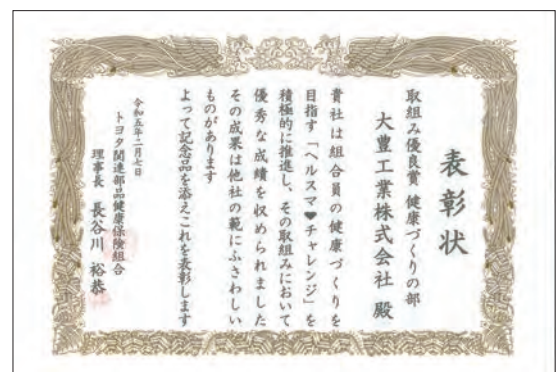 表彰状
取組み優良賞 健康づくりの部
大豊工業株式会社 殿
貴社は組合員の健康づくりを
目指す「ヘルスマ♥チャレンジ」を
積極的に推進し、その取組みにおいて
優秀な成績を収められました
その成果は他社の範にふさわしい
ものがあります
よって記念品を添えこれを表彰します
令和五年二月七日
トヨタ関連部品健康保険組合
理事長 長谷川 裕恭